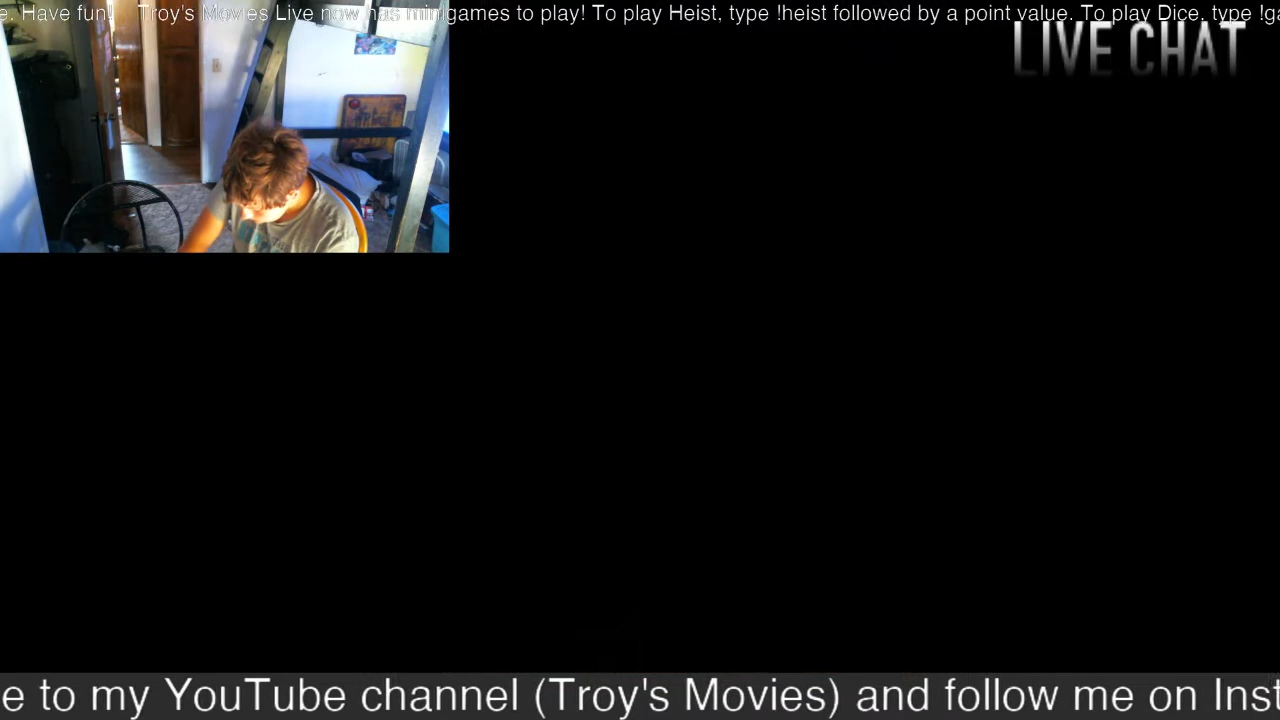 e. Have fun! Troy's Movies Live now has minigames to play! To play Heist, type !heist followed by a point value. To play Dice, type !ga
LIVE CHAT
e to my YouTube channel (Troy's Movies) and follow me on Inst